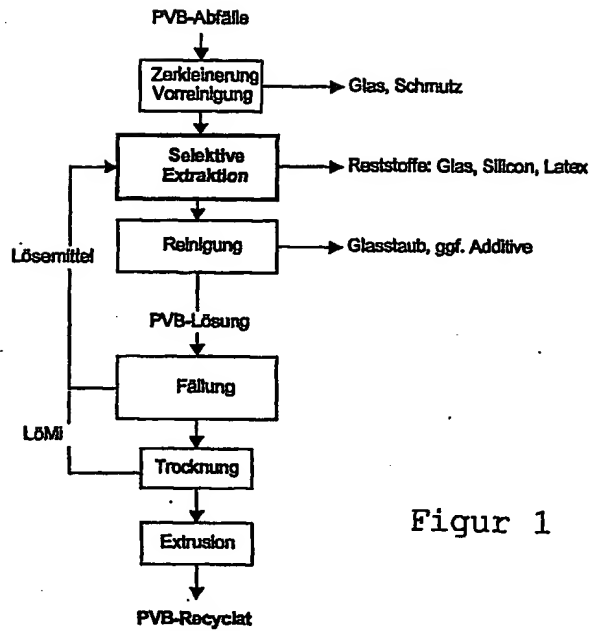 PVB-Abfälle
Zerkleinerung
Vorreinigung
Glas, Schmutz
Selektive
Extraktion
Reststoffe: Glas, Silicon, Latex
Reinigung
Glasstaub, ggf. Additive
Lösemittel
PVB-Lösung
Fällung
LöMi
Trocknung
Extrusion
Figur 1
PVB-Recyclat